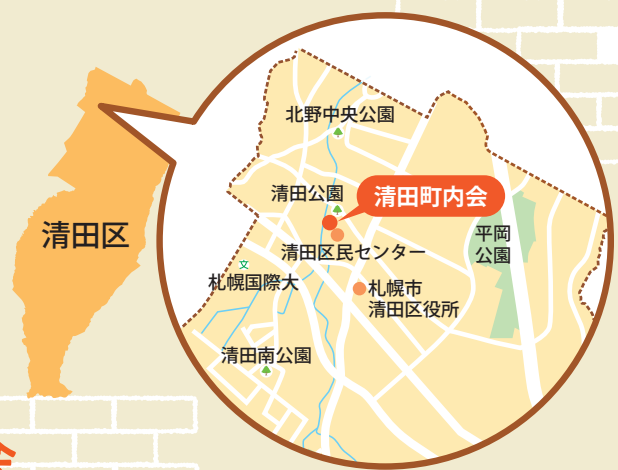 北野中央公園
清田公園
清田町内会
清田区
清田区民センター
平岡
公園
札幌国際大
札幌市
清田区役所
清田南公園